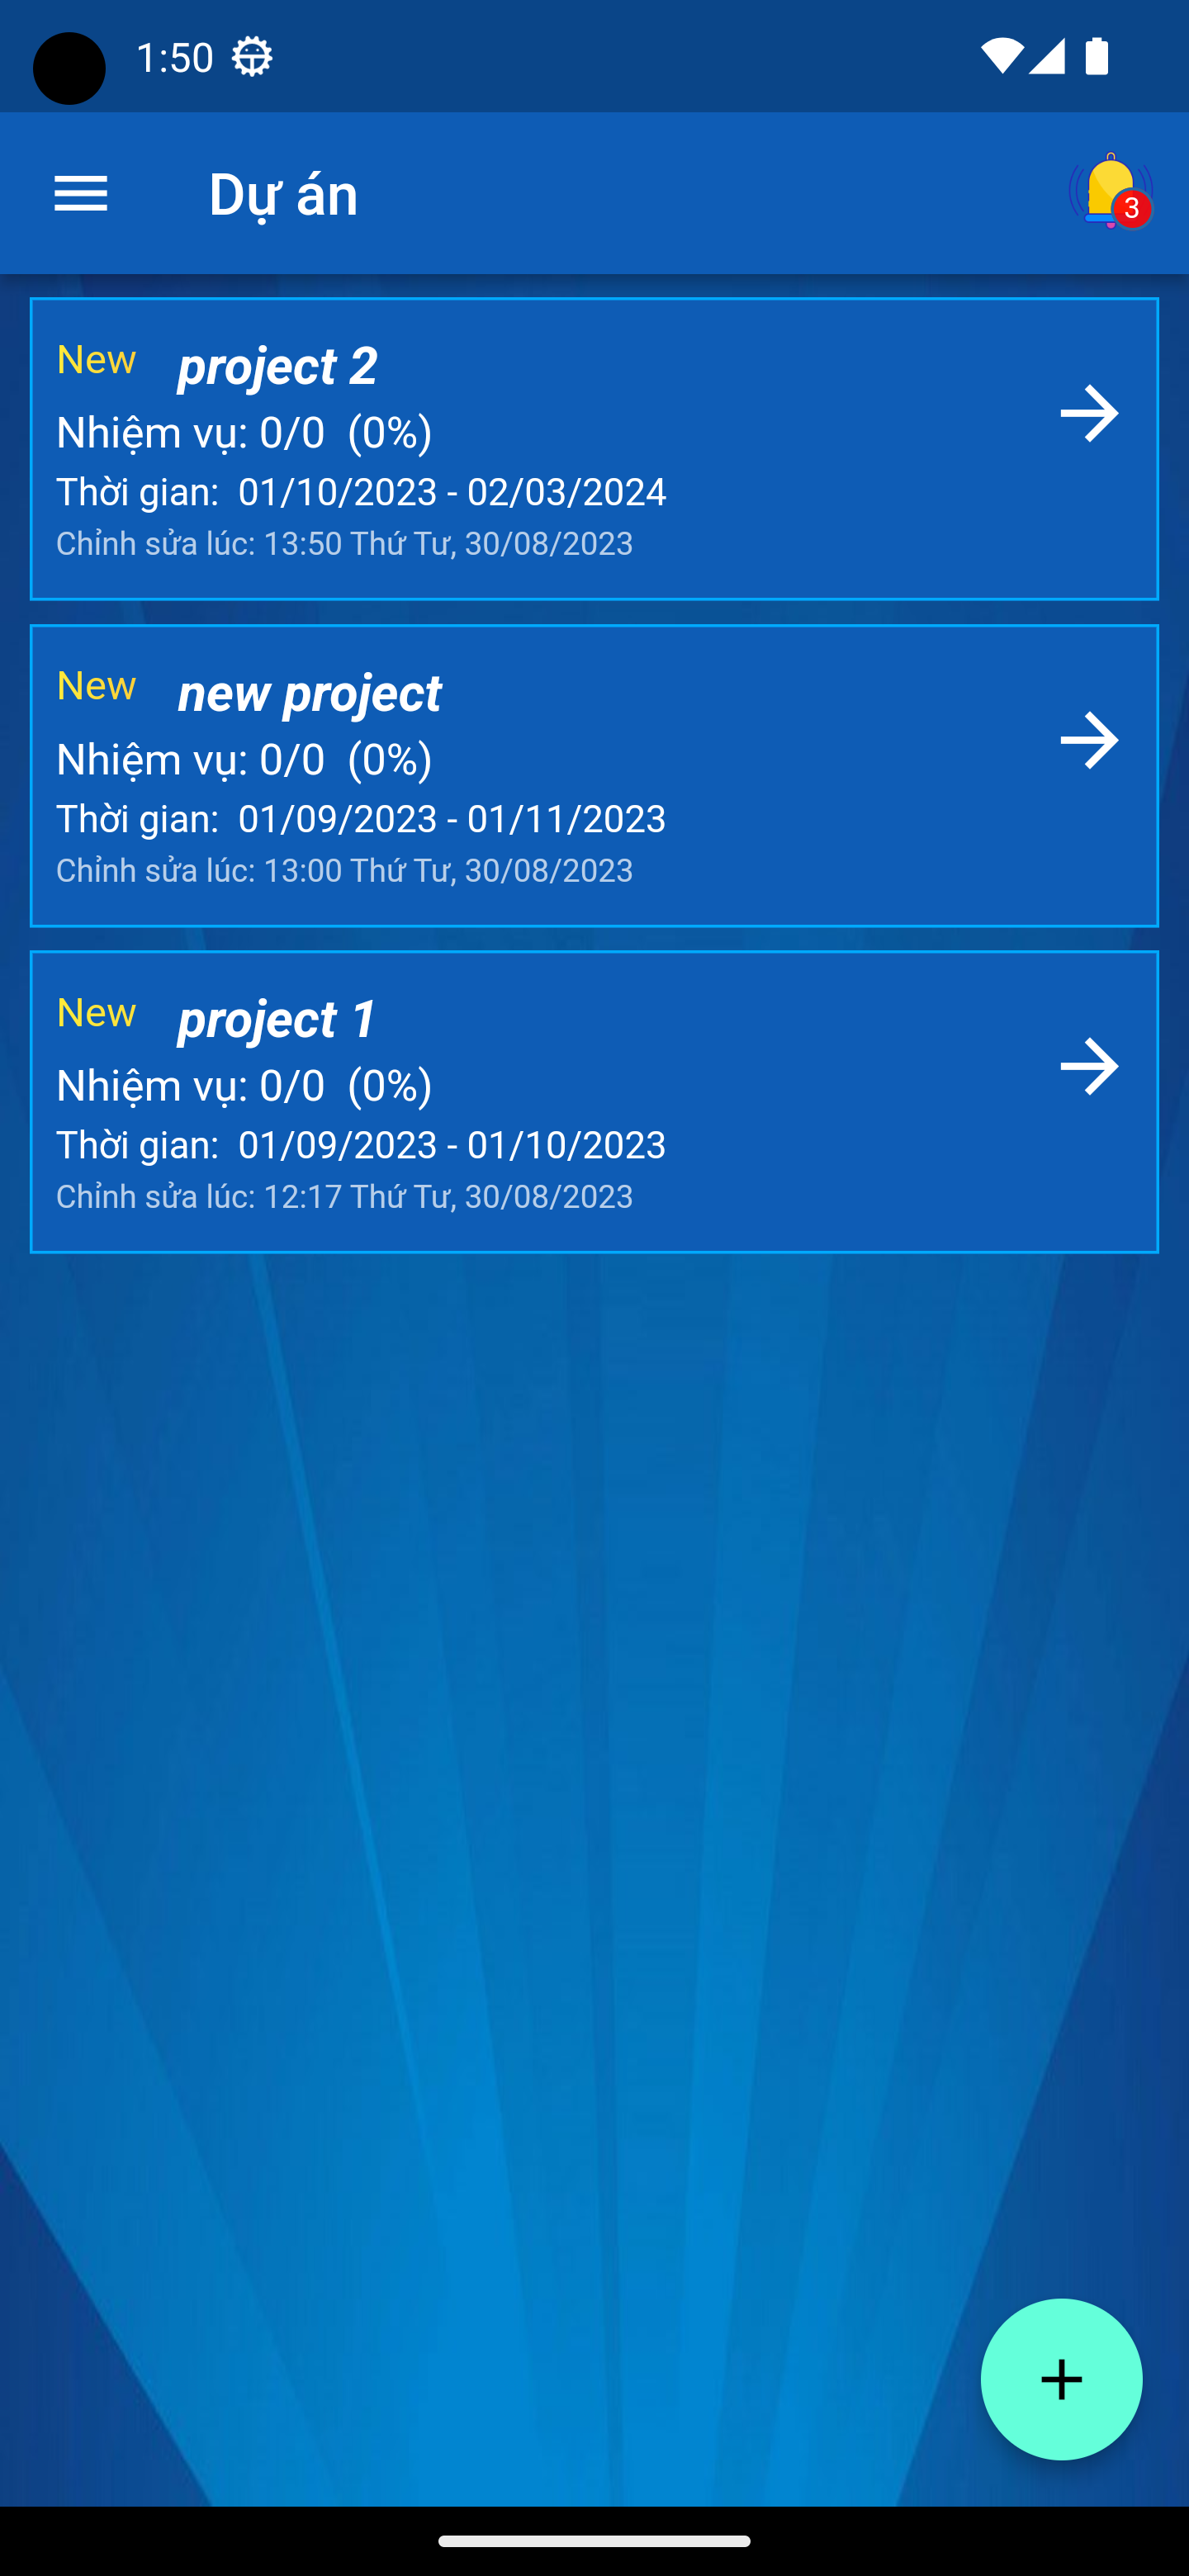 1:50
Dự án
3
New project 2
Nhiệm vụ: 0/0 (0%)
Thời gian: 01/10/2023 - 02/03/2024
Chỉnh sửa lúc: 13:50 Thứ Tư, 30/08/2023
New new project
Nhiệm vụ: 0/0 (0%)
Thời gian: 01/09/2023 - 01/11/2023
Chỉnh sửa lúc: 13:00 Thứ Tư, 30/08/2023
New project 1
Nhiệm vụ: 0/0 (0%)
Thời gian: 01/09/2023 - 01/10/2023
Chỉnh sửa lúc: 12:17 Thứ Tư, 30/08/2023